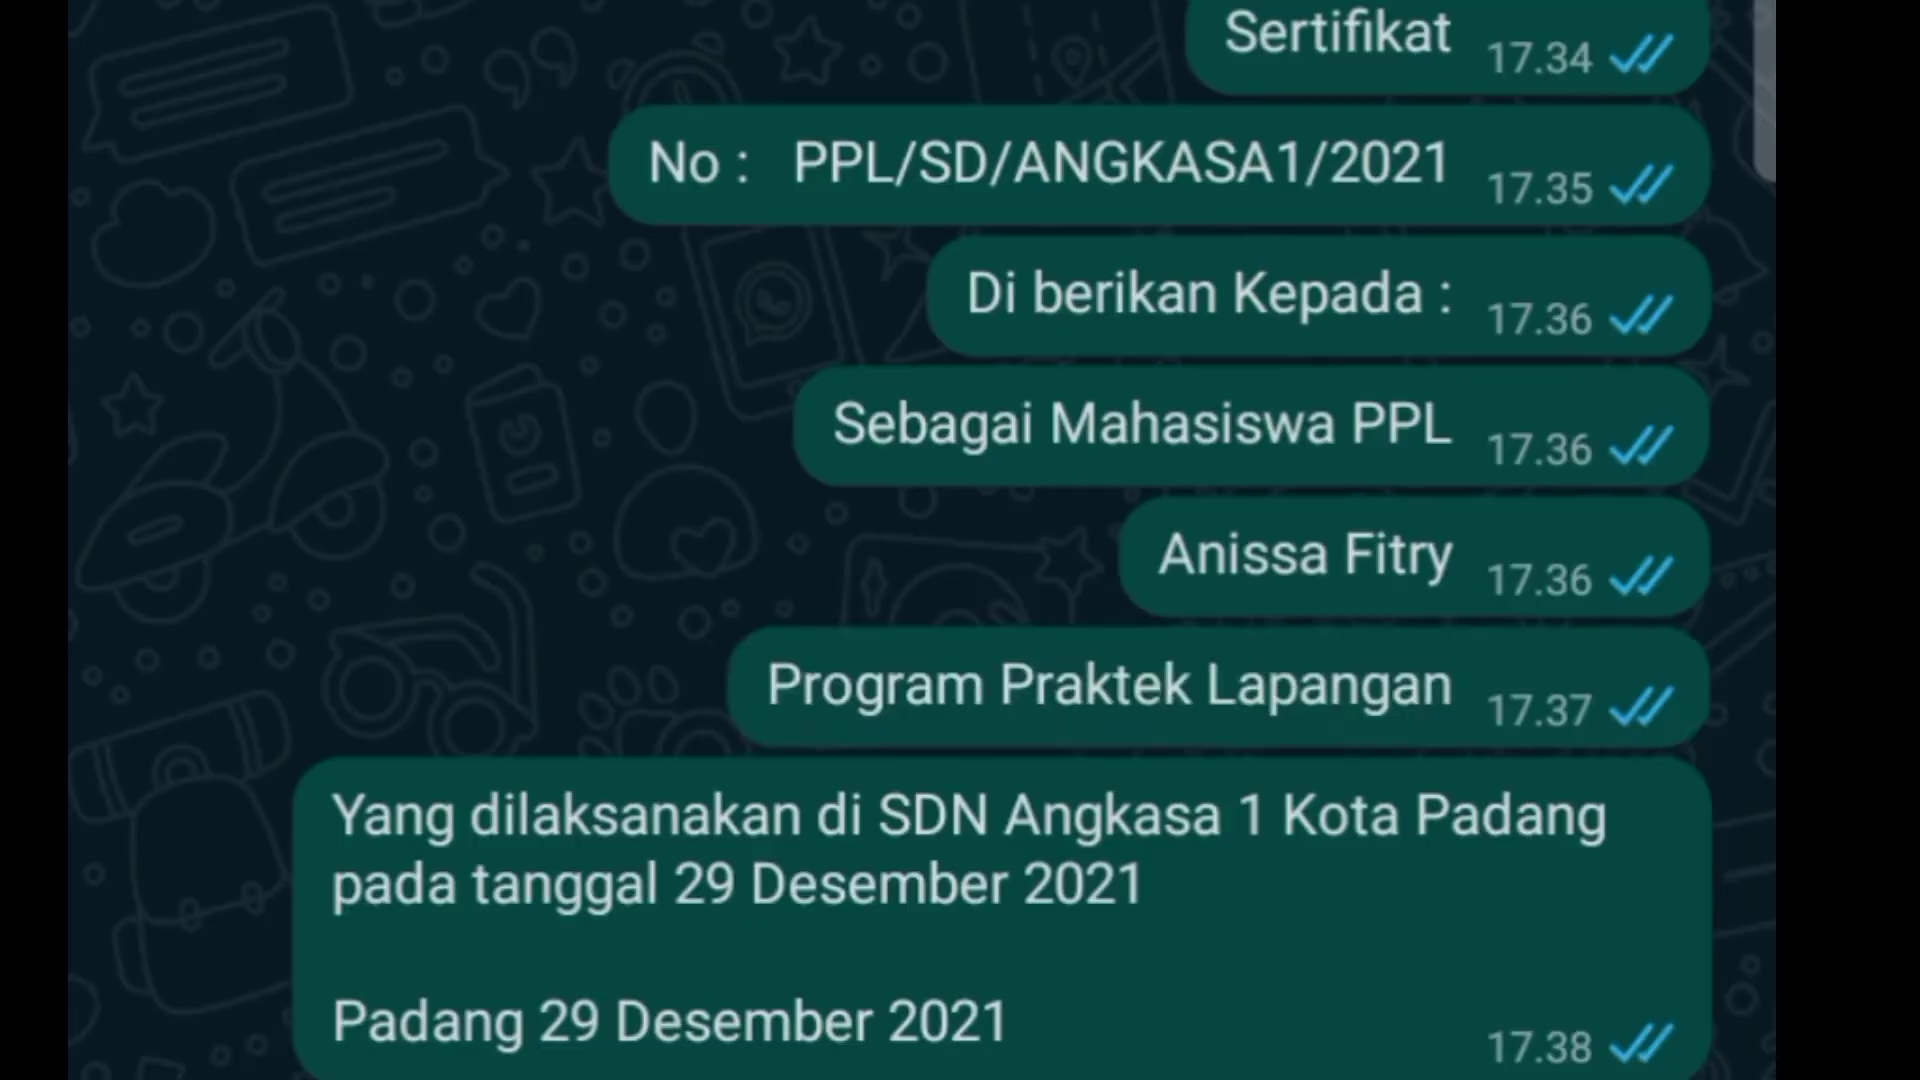 Sertifikat 17.34
No : PPL/SD/ANGKASA1/2021 17.35
Di berikan Kepada : 17.36
Sebagai Mahasiswa PPL 17.36
Anissa Fitry 17.36
Program Praktek Lapangan 17.37
Yang dilaksanakan di SDN Angkasa 1 Kota Padang
pada tanggal 29 Desember 2021
Padang 29 Desember 2021 17.38